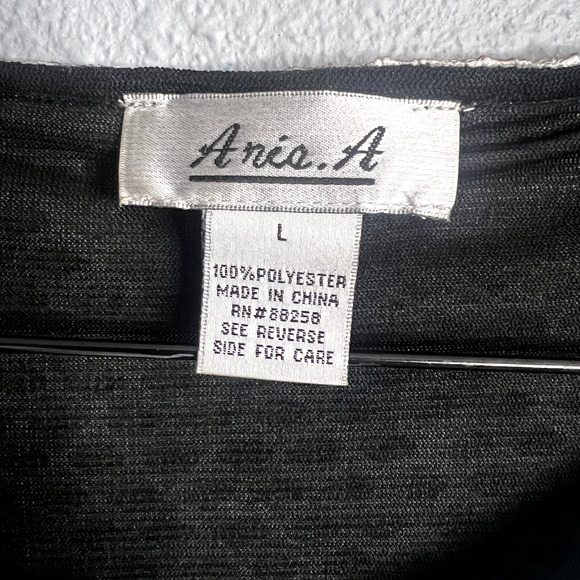 Ania.A
L
100%POLYESTER
MADE IN CHINA
RN#88258
SEE REVERSE
SIDE FOR CARE